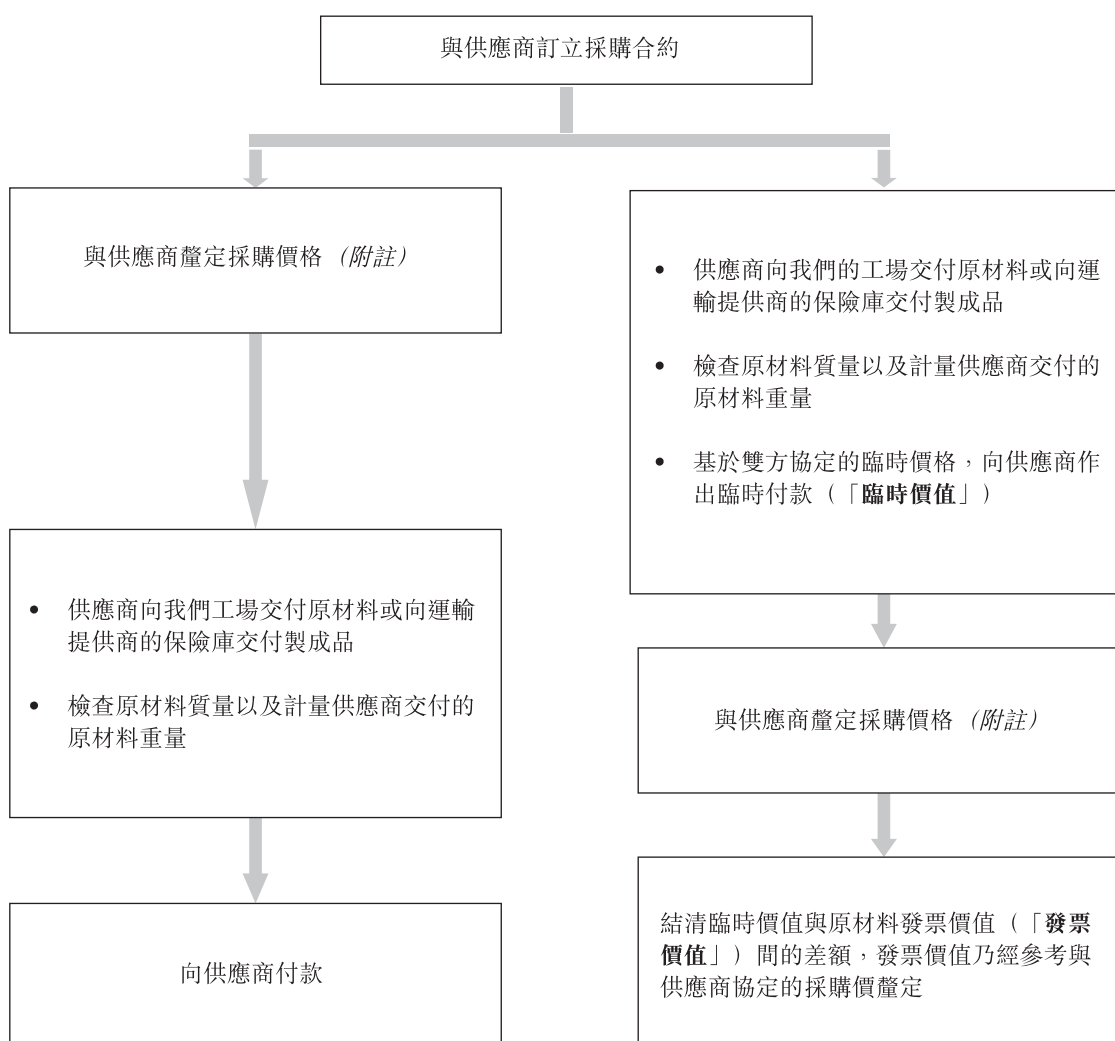 與供應商訂立採購合約
與供應商釐定採購價格（附註）
• 供應商向我們工場交付原材料或向運輸
提供商的保險庫交付製成品
• 檢查原材料質量以及計量供應商交付的
原材料重量
向供應商付款
• 供應商向我們的工場交付原材料或向運
輸提供商的保險庫交付製成品
• 檢查原材料質量以及計量供應商交付的
原材料重量
• 基於雙方協定的臨時價格，向供應商作
出臨時付款（「臨時價值」）
與供應商釐定採購價格（附註）
結清臨時價值與原材料發票價值（「發票
價值」）間的差額，發票價值乃經參考與
供應商協定的採購價釐定